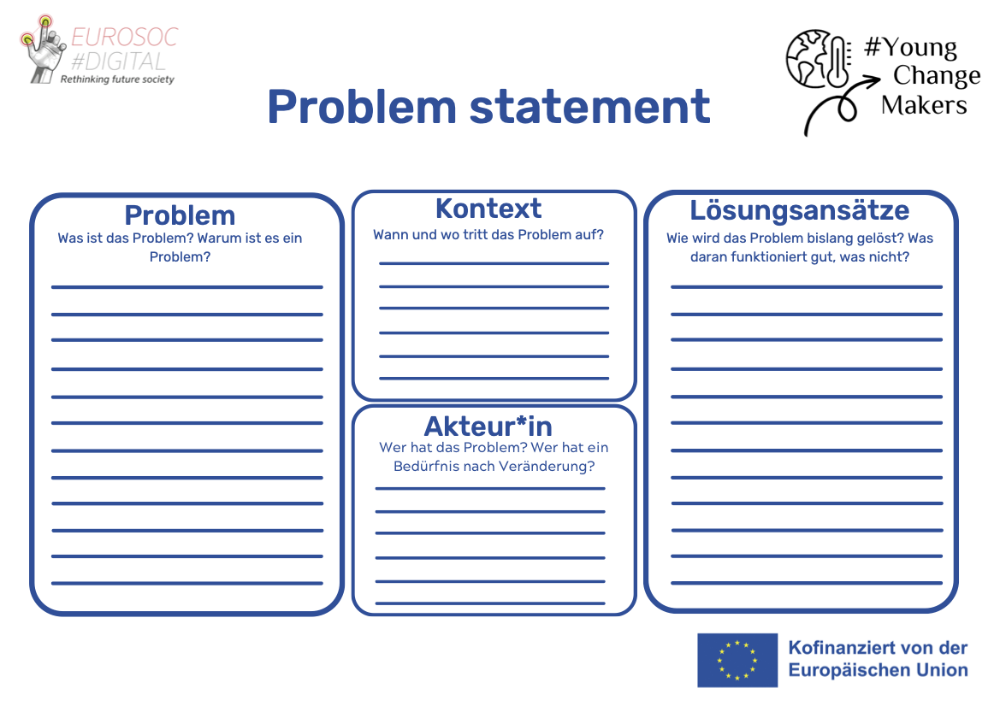 EUROSOC
#DIGITAL
Rethinking future society
#Young
Change
Makers
Problem statement
Problem
Was ist das Problem? Warum ist es ein
Problem?
Kontext
Wann und wo tritt das Problem auf?
Akteur*in
Wer hat das Problem? Wer hat ein
Bedürfnis nach Veränderung?
Lösungsansätze
Wie wird das Problem bislang gelöst? Was
daran funktioniert gut, was nicht?
Kofinanziert von der
Europäischen Union